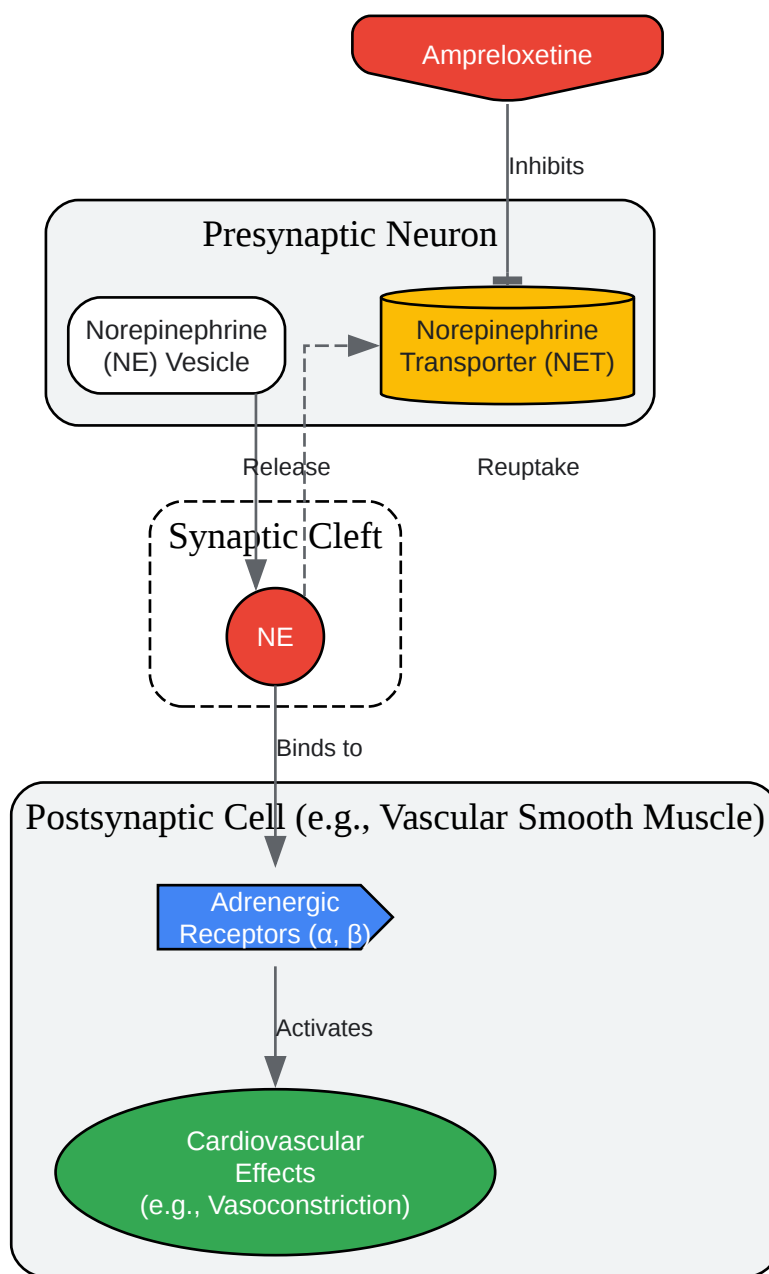 Ampreloxetine
Inhibits
Presynaptic Neuron
Norepinephrine
(NE) Vesicle
Norepinephrine
Transporter (NET)
Release
Reuptake
Synaptic Cleft
NE
Binds to
Postsynaptic Cell (e.g., Vascular Smooth Muscle)
Adrenergic
Receptors (α, β)
Activates
Cardiovascular
Effects
(e.g., Vasoconstriction)